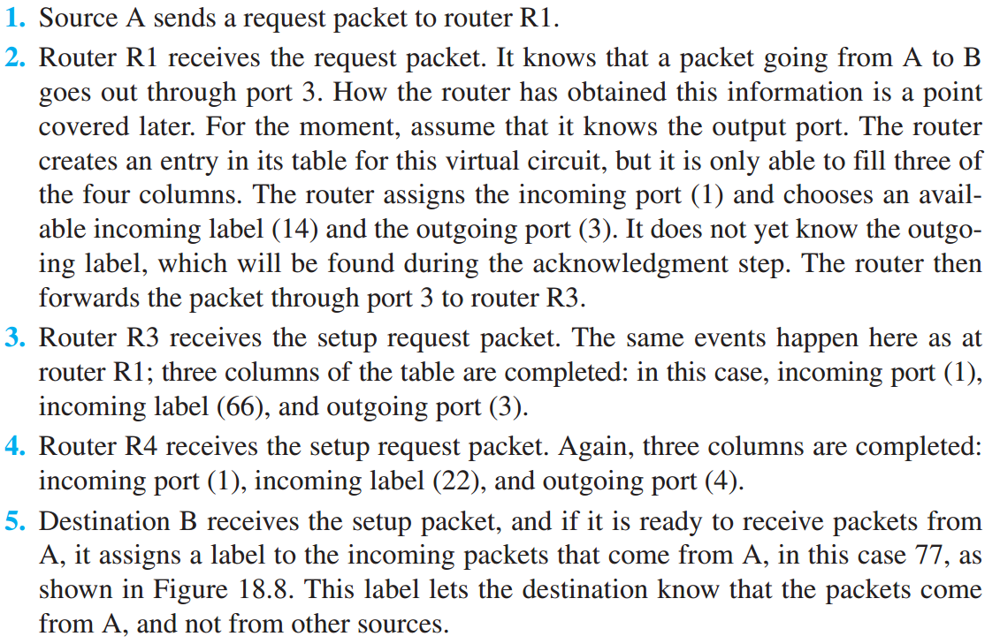 1. Source A sends a request packet to router R1.
2. Router R1 receives the request packet. It knows that a packet going from A to B
goes out through port 3. How the router has obtained this information is a point
covered later. For the moment, assume that it knows the output port. The router
creates an entry in its table for this virtual circuit, but it is only able to fill three of
the four columns. The router assigns the incoming port (1) and chooses an avail-
able incoming label (14) and the outgoing port (3). It does not yet know the outgo-
ing label, which will be found during the acknowledgment step. The router then
forwards the packet through port 3 to router R3.
3. Router R3 receives the setup request packet. The same events happen here as at
router R1; three columns of the table are completed: in this case, incoming port (1),
incoming label (66), and outgoing port (3).
4. Router R4 receives the setup request packet. Again, three columns are completed:
incoming port (1), incoming label (22), and outgoing port (4).
5. Destination B receives the setup packet, and if it is ready to receive packets from
A, it assigns a label to the incoming packets that come from A, in this case 77, as
shown in Figure 18.8. This label lets the destination know that the packets come
from A, and not from other sources.